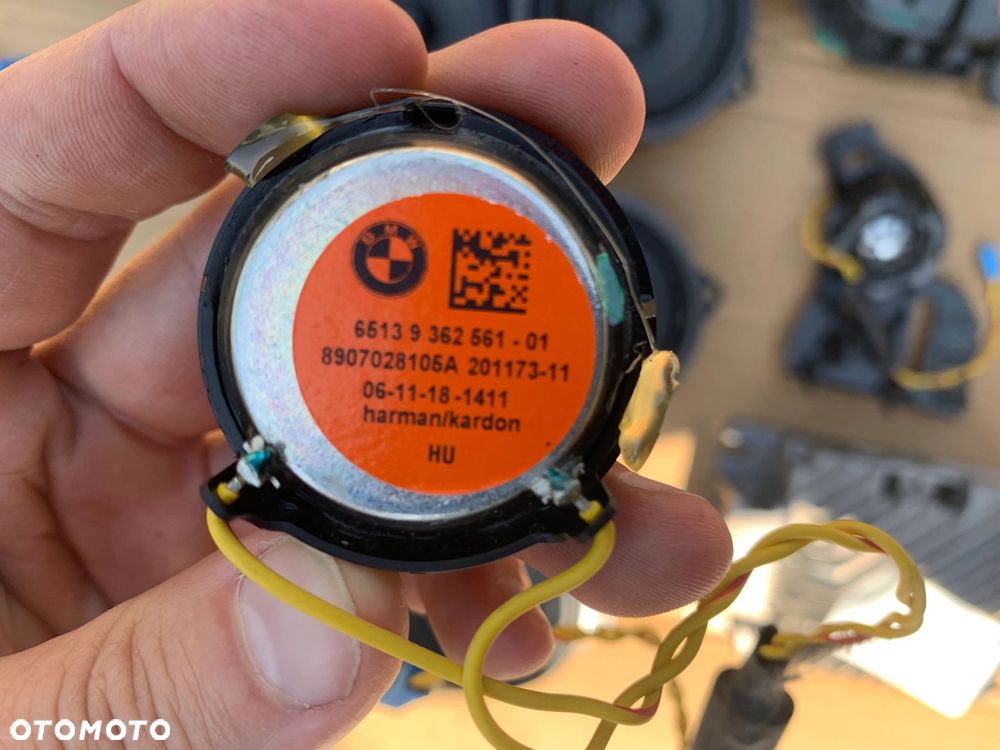 BMW
6513 9 362 561 - 01
8907028105A 201173-11
06-11-18-1411
harman/kardon
HU
OTOMOTO